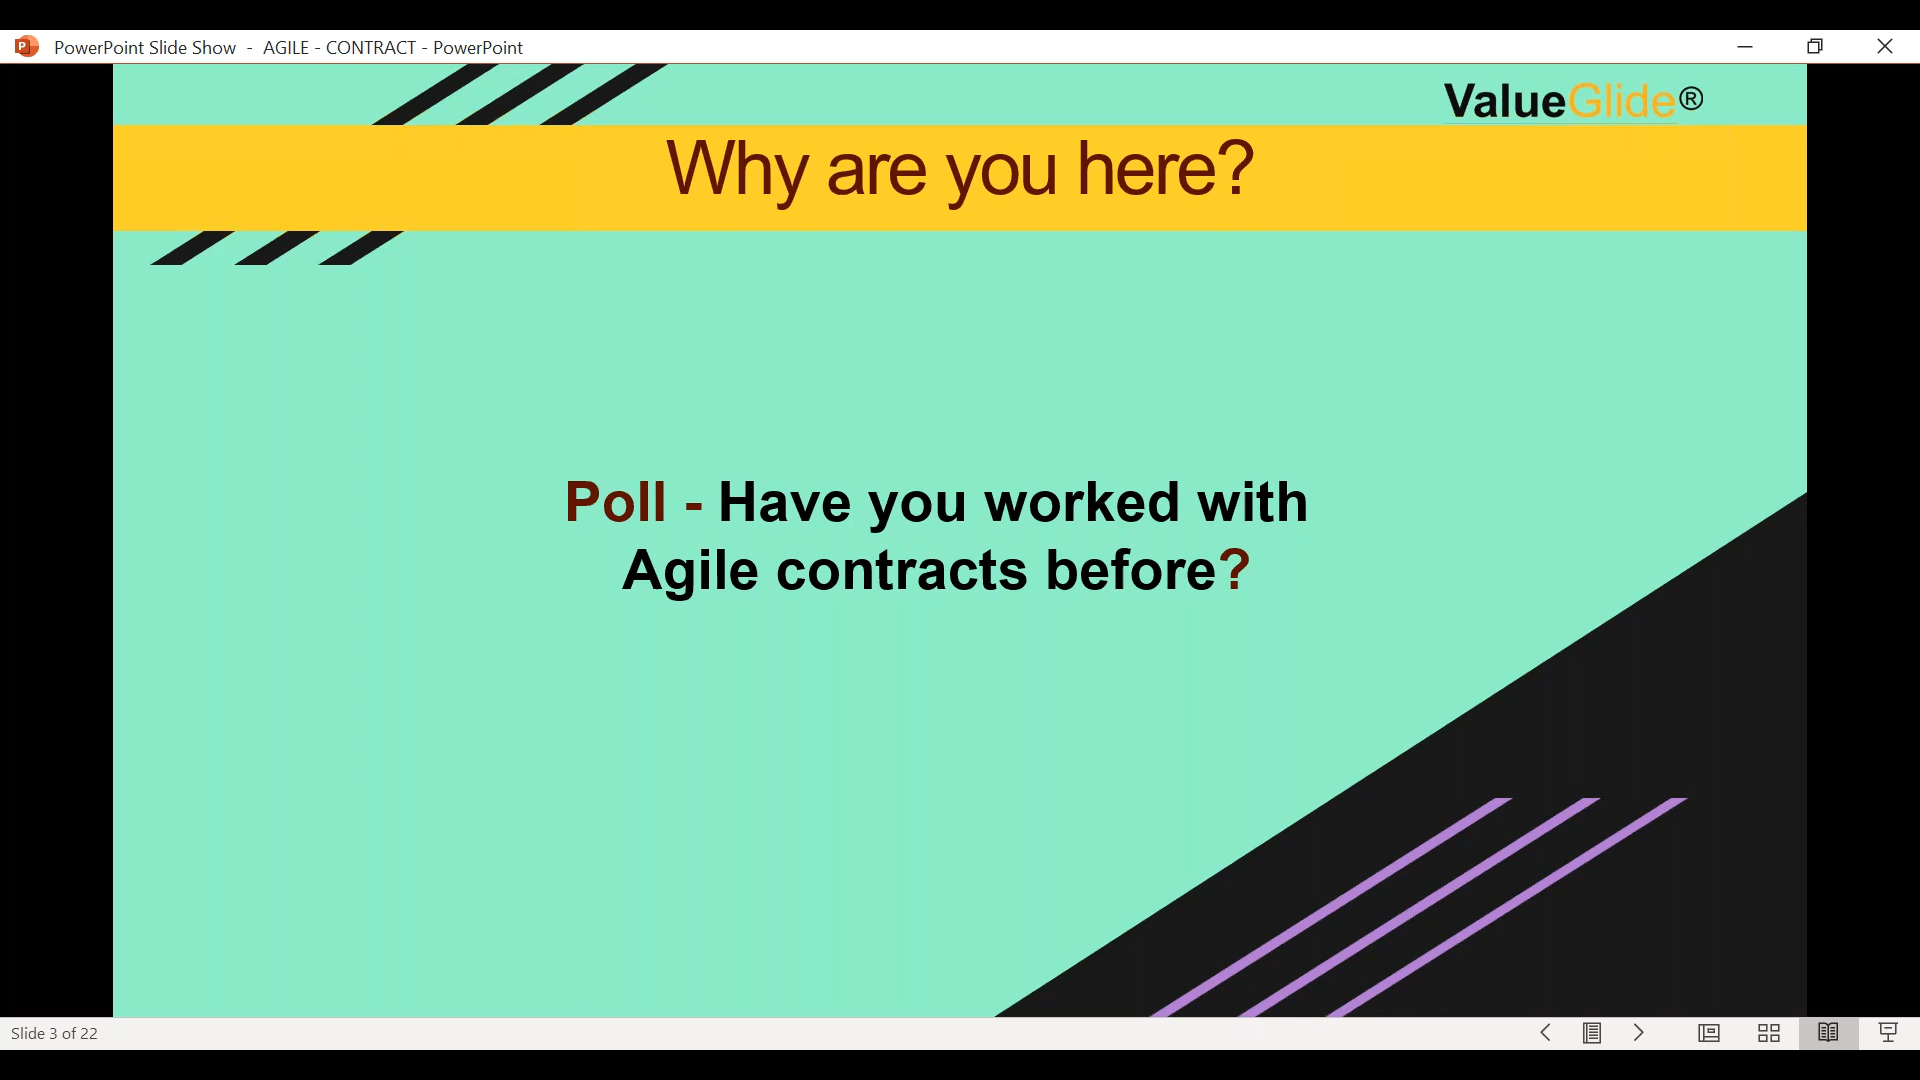 PowerPoint Slide Show - AGILE - CONTRACT - PowerPoint
ValueGlide®
Why are you here?
Poll - Have you worked with
Agile contracts before?
Slide 3 of 22